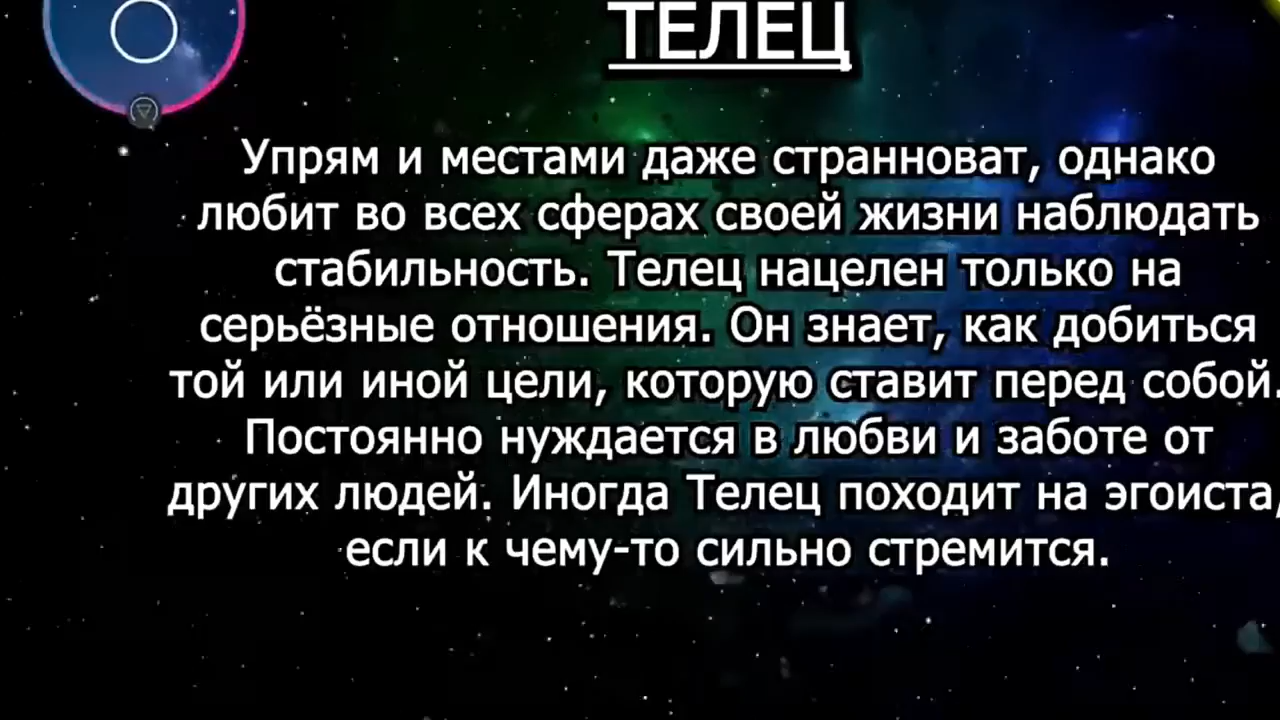 ТЕЛЕЦ
Упрям и местами даже странноват, однако
любит во всех сферах своей жизни наблюдать
стабильность. Телец нацелен только на
серьёзные отношения. Он знает, как добиться
той или иной цели, которую ставит перед собой.
Постоянно нуждается в любви и заботе от
других людей. Иногда Телец походит на эгоиста,
если к чему-то сильно стремится.